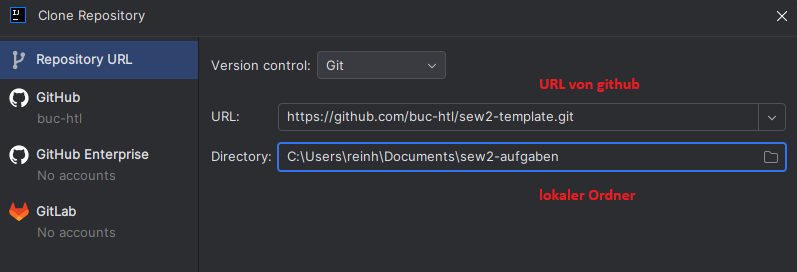 IJ
Clone Repository
Repository URL
GitHub
buc-htl
GitHub Enterprise
No accounts
GitLab
No accounts
Version control: Git
URL von github
URL: https://github.com/buc-htl/sew2-template.git
Directory: C:\Users\reinh\Documents\sew2-aufgaben
lokaler Ordner